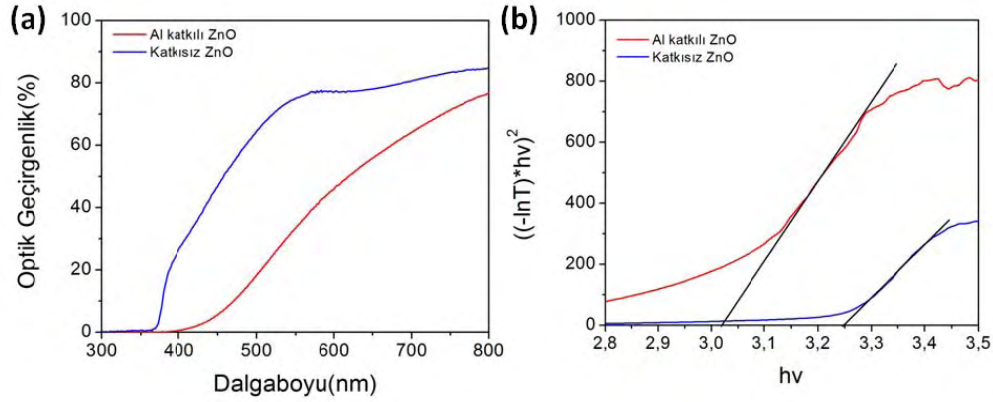 (a)
Al katkılı ZnO
Katkısız ZnO
Optik Geçirgenlik(%)
100
80
60
40
20
0
300 400 500 600 700 800
Dalgaboyu(nm)
(b)
Al katkılı ZnO
Katkısız ZnO
((-lnT)*hv)²
1000
800
600
400
200
0
2,8 2,9 3,0 3,1 3,2 3,3 3,4 3,5
hv